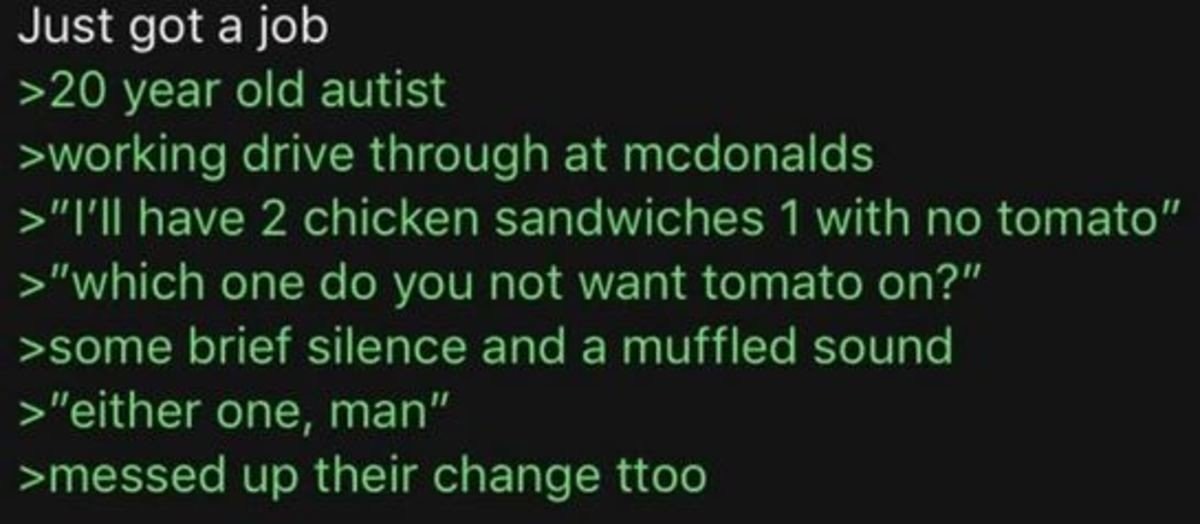 Just got a job
>20 year old autist
>working drive through at mcdonalds
>"I'll have 2 chicken sandwiches 1 with no tomato"
>"which one do you not want tomato on?"
>some brief silence and a muffled sound
>"either one, man"
>messed up their change ttoo